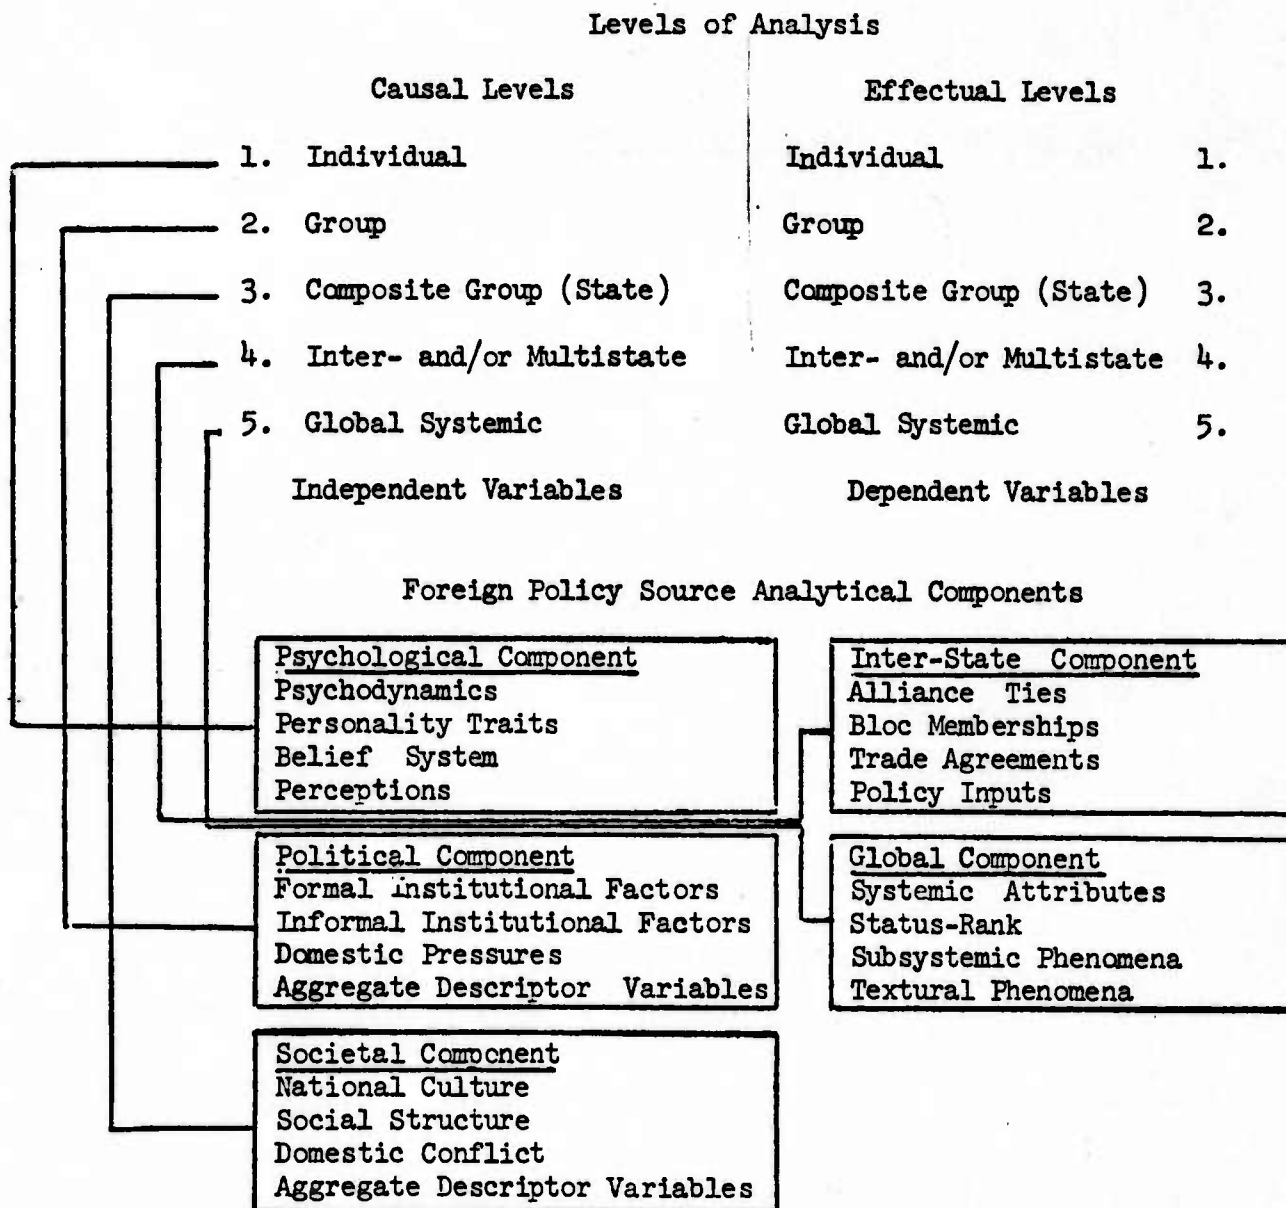 Levels of Analysis
Causal Levels
1. Individual
2. Group
3. Composite Group (State)
4. Inter- and/or Multistate
5. Global Systemic
Independent Variables
Effectual Levels
Individual 1.
Group 2.
Composite Group (State) 3.
Inter- and/or Multistate 4.
Global Systemic 5.
Dependent Variables
Foreign Policy Source Analytical Components
Psychological Component
Psychodynamics
Personality Traits
Belief System
Perceptions
Political Component
Formal Institutional Factors
Informal Institutional Factors
Domestic Pressures
Aggregate Descriptor Variables
Societal Component
National Culture
Social Structure
Domestic Conflict
Aggregate Descriptor Variables
Inter-State Component
Alliance Ties
Bloc Memberships
Trade Agreements
Policy Inputs
Global Component
Systemic Attributes
Status-Rank
Subsystemic Phenomena
Textural Phenomena